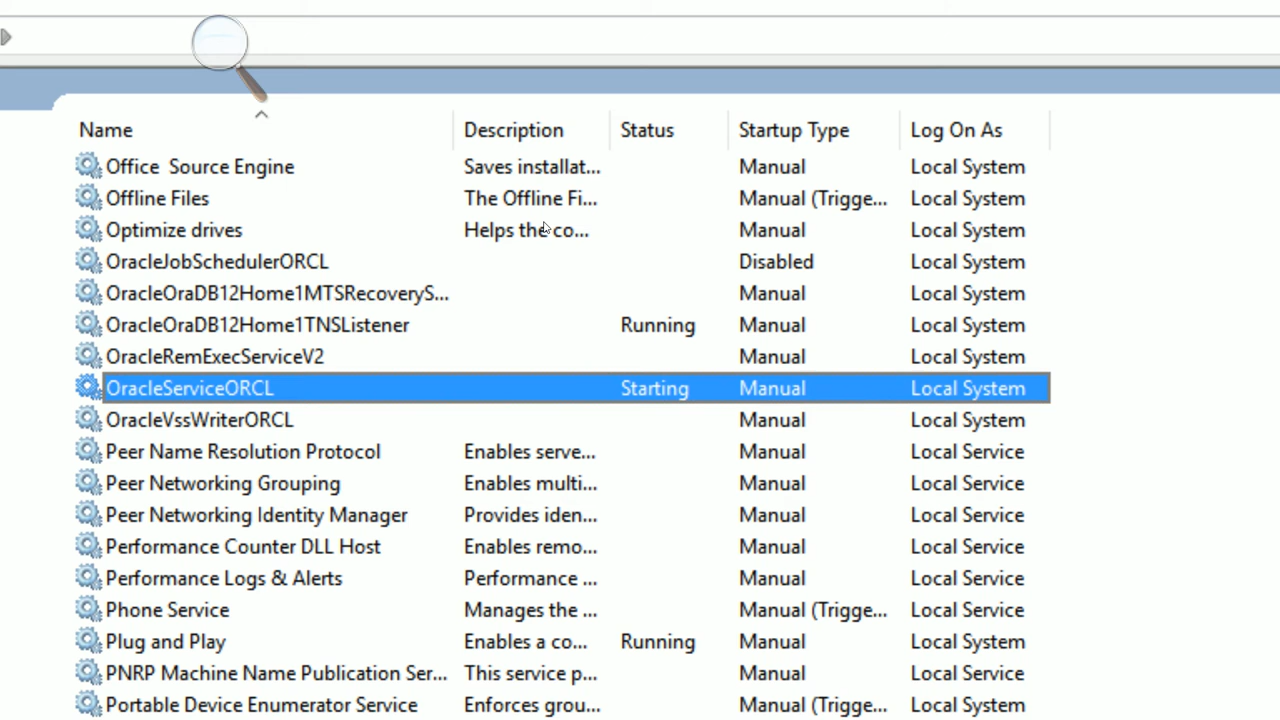 Name Description Status Startup Type Log On As
Office  Source Engine Saves installat... Manual Local System
Offline Files The Offline Fi... Manual (Trigge... Local System
Optimize drives Helps the co... Manual Local System
OracleJobSchedulerORCL Disabled Local System
OracleOraDB12Home1MTSRecoveryS... Manual Local System
OracleOraDB12Home1TNSListener Running Manual Local System
OracleRemExecServiceV2 Manual Local System
OracleServiceORCL Starting Manual Local System
OracleVssWriterORCL Manual Local System
Peer Name Resolution Protocol Enables serve... Manual Local Service
Peer Networking Grouping Enables multi... Manual Local Service
Peer Networking Identity Manager Provides iden... Manual Local Service
Performance Counter DLL Host Enables remo... Manual Local Service
Performance Logs & Alerts Performance ... Manual Local Service
Phone Service Manages the ... Manual (Trigge... Local Service
Plug and Play Enables a co... Running Manual Local System
PNRP Machine Name Publication Ser... This service p... Manual Local Service
Portable Device Enumerator Service Enforces grou... Manual (Trigge... Local System